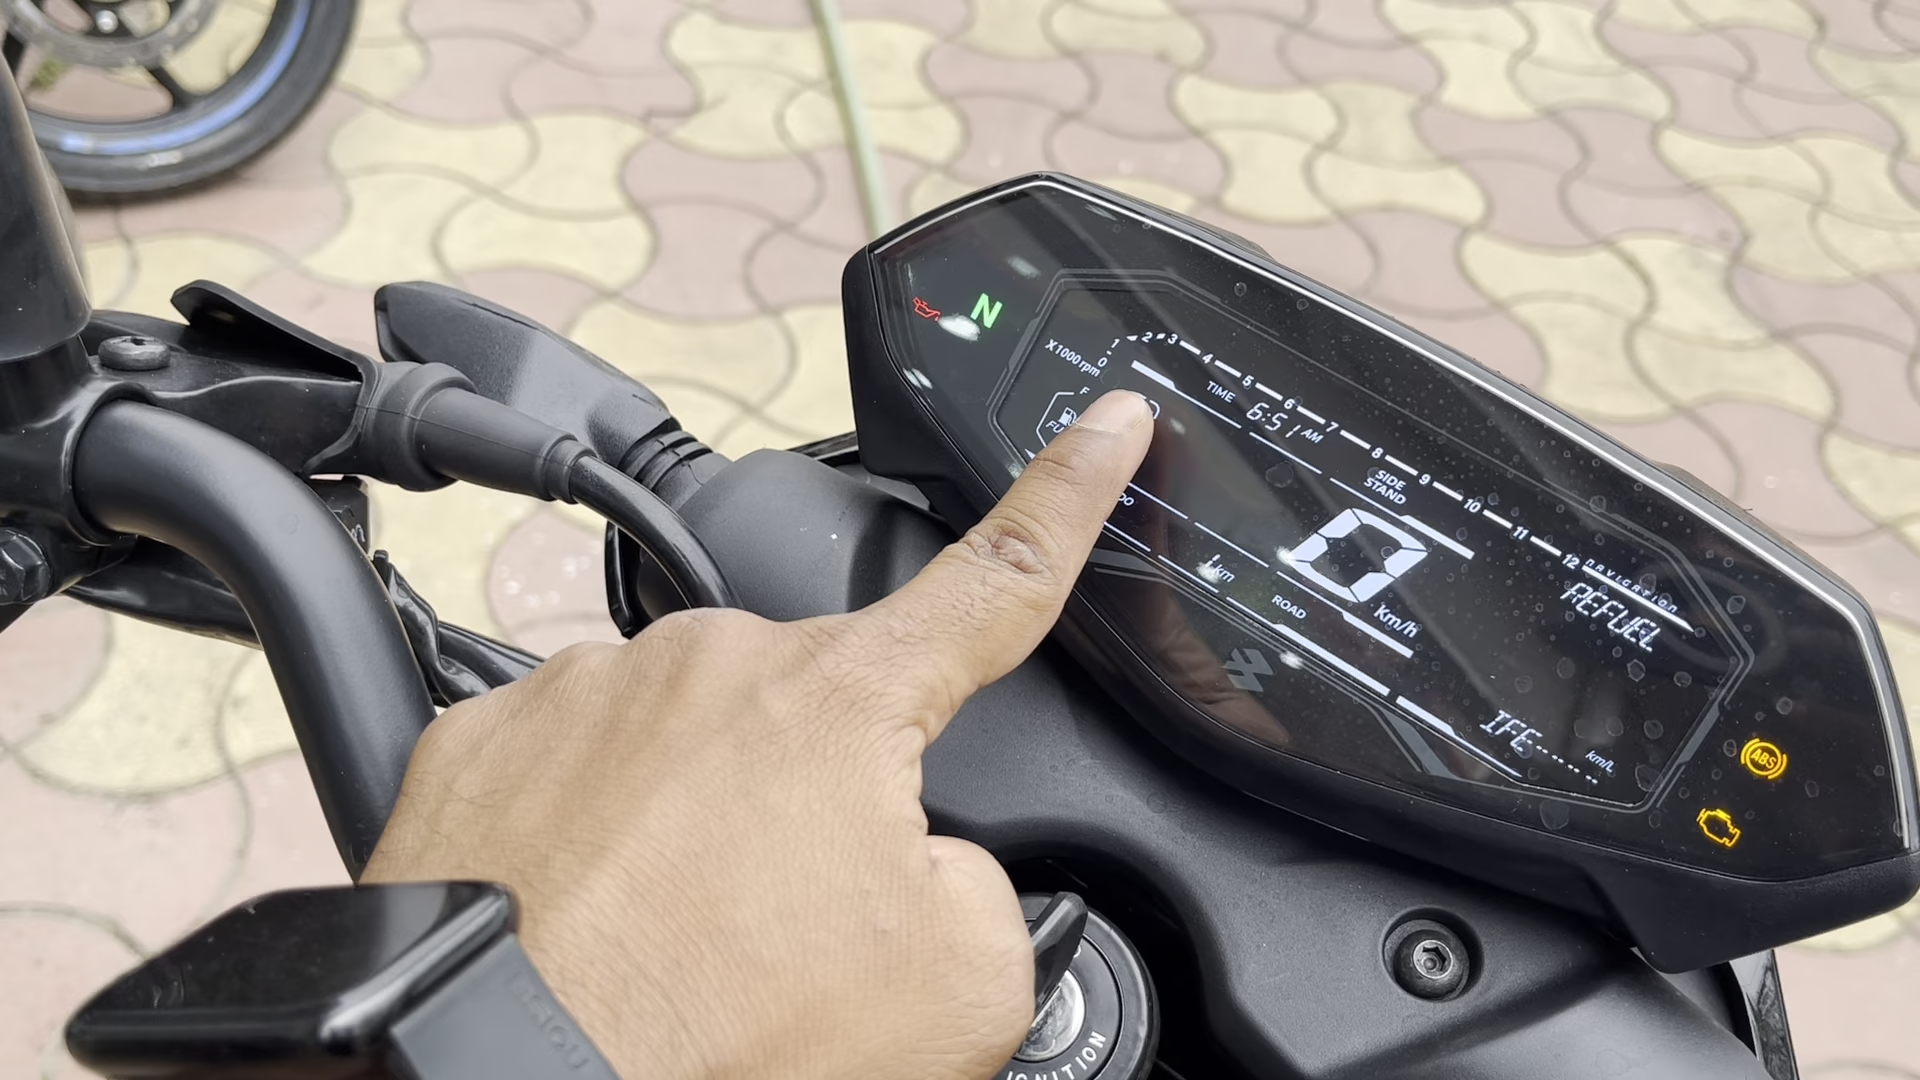 N
X1000 rpm
0 1 2 3 4 5 6 7 8 9 10 11 12
F
TIME
6:51 AM
SIDE
STAND
0
Km/h
1 km
ROAD
NAVIGATION
REFUEL
IFE
km/L
ABS
IGNITION